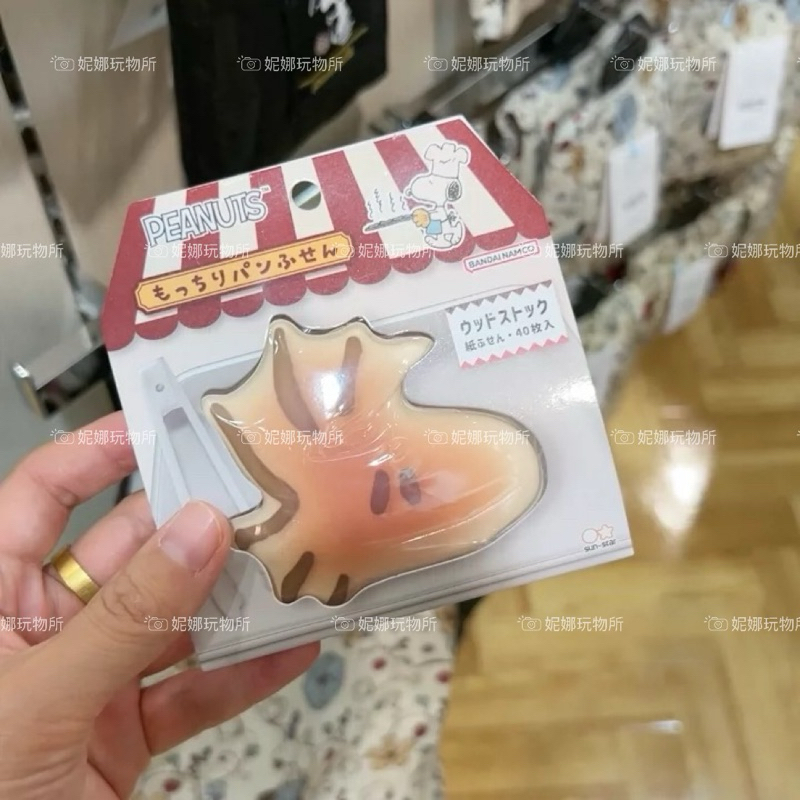 PEANUTS™
もっちりパンふせん
BANDAI NAMCO
ウッドストック
紙ふせん・40枚入
sun-star
妮娜玩物所